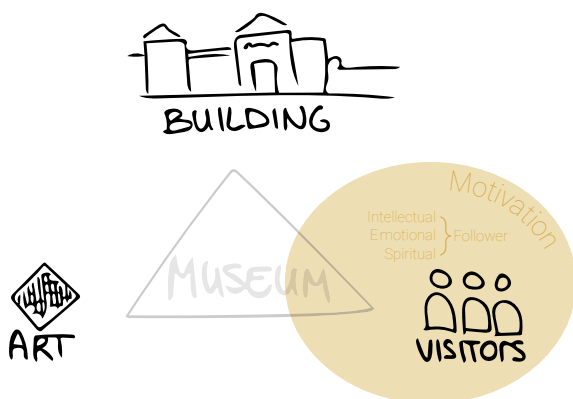 BUILDING
Motivation
Intellectual
Emotional
Follower
Spiritual
MUSEUM
ART
VISITORS